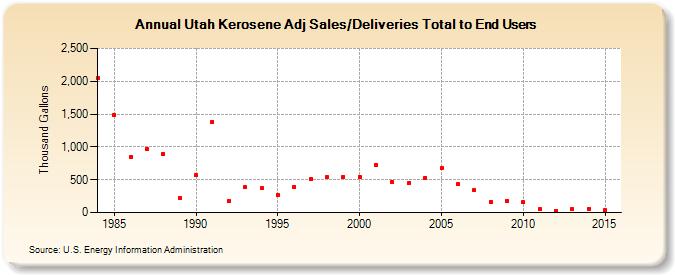 Annual Utah Kerosene Adj Sales/Deliveries Total to End Users
Thousand Gallons
2,500
2,000
1,500
1,000
500
0
1985 1990 1995 2000 2005 2010 2015
Source: U.S. Energy Information Administration